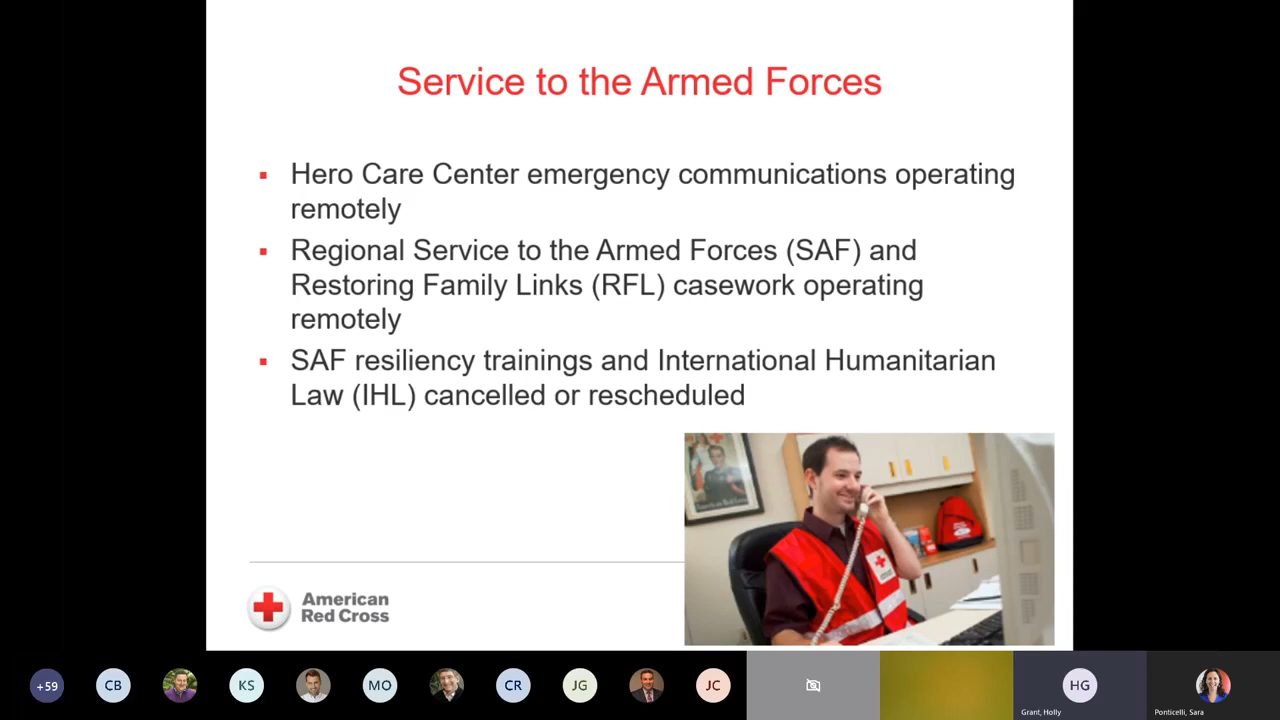 Service to the Armed Forces
Hero Care Center emergency communications operating
remotely
Regional Service to the Armed Forces (SAF) and
Restoring Family Links (RFL) casework operating
remotely
SAF resiliency trainings and International Humanitarian
Law (IHL) cancelled or rescheduled
American
Red Cross
+59
CB
KS
MO
CR
JG
JC
HG
Grant, Holly
Ponticelli, Sara